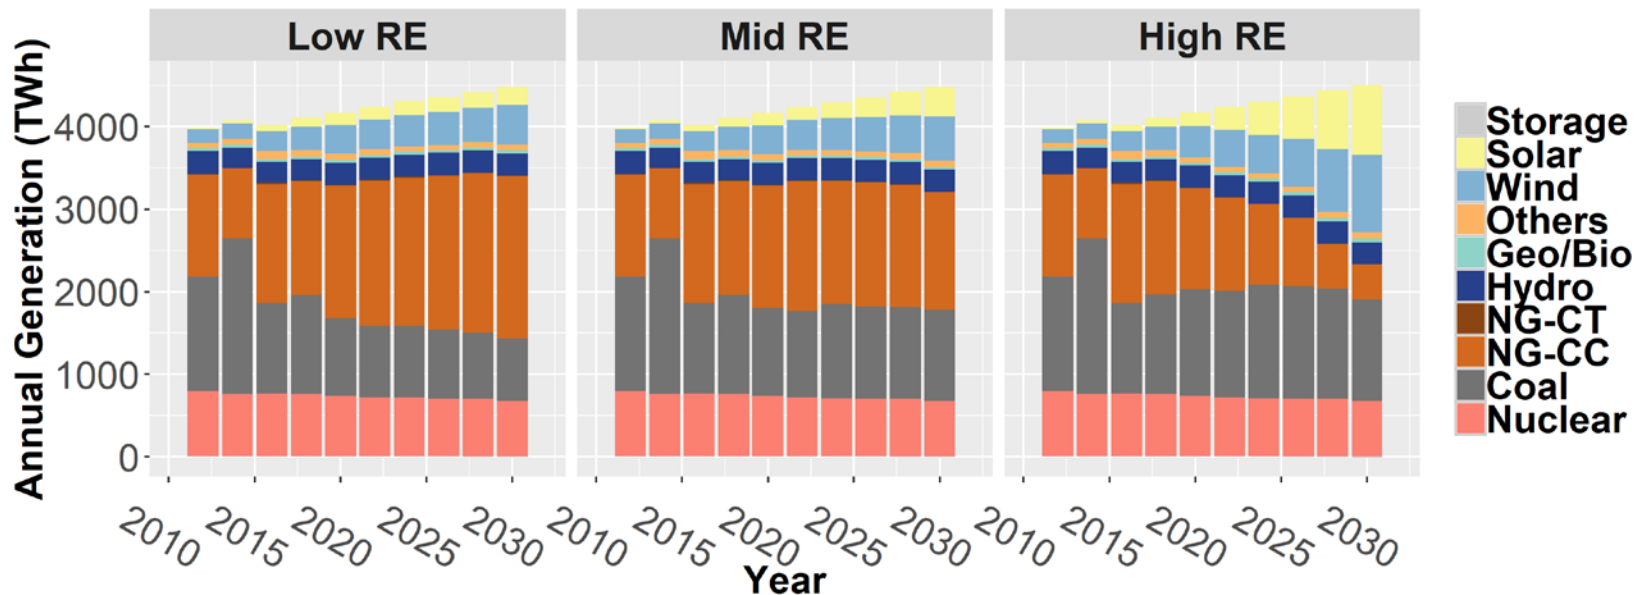 Low RE
Mid RE
High RE
Annual Generation (TWh)
4000
3000
2000
1000
0
2010
2015
2020
2025
2030
2010
2015
2020
2025
2030
2010
2015
2020
2025
2030
Year
Storage
Solar
Wind
Others
Geo/Bio
Hydro
NG-CT
NG-CC
Coal
Nuclear